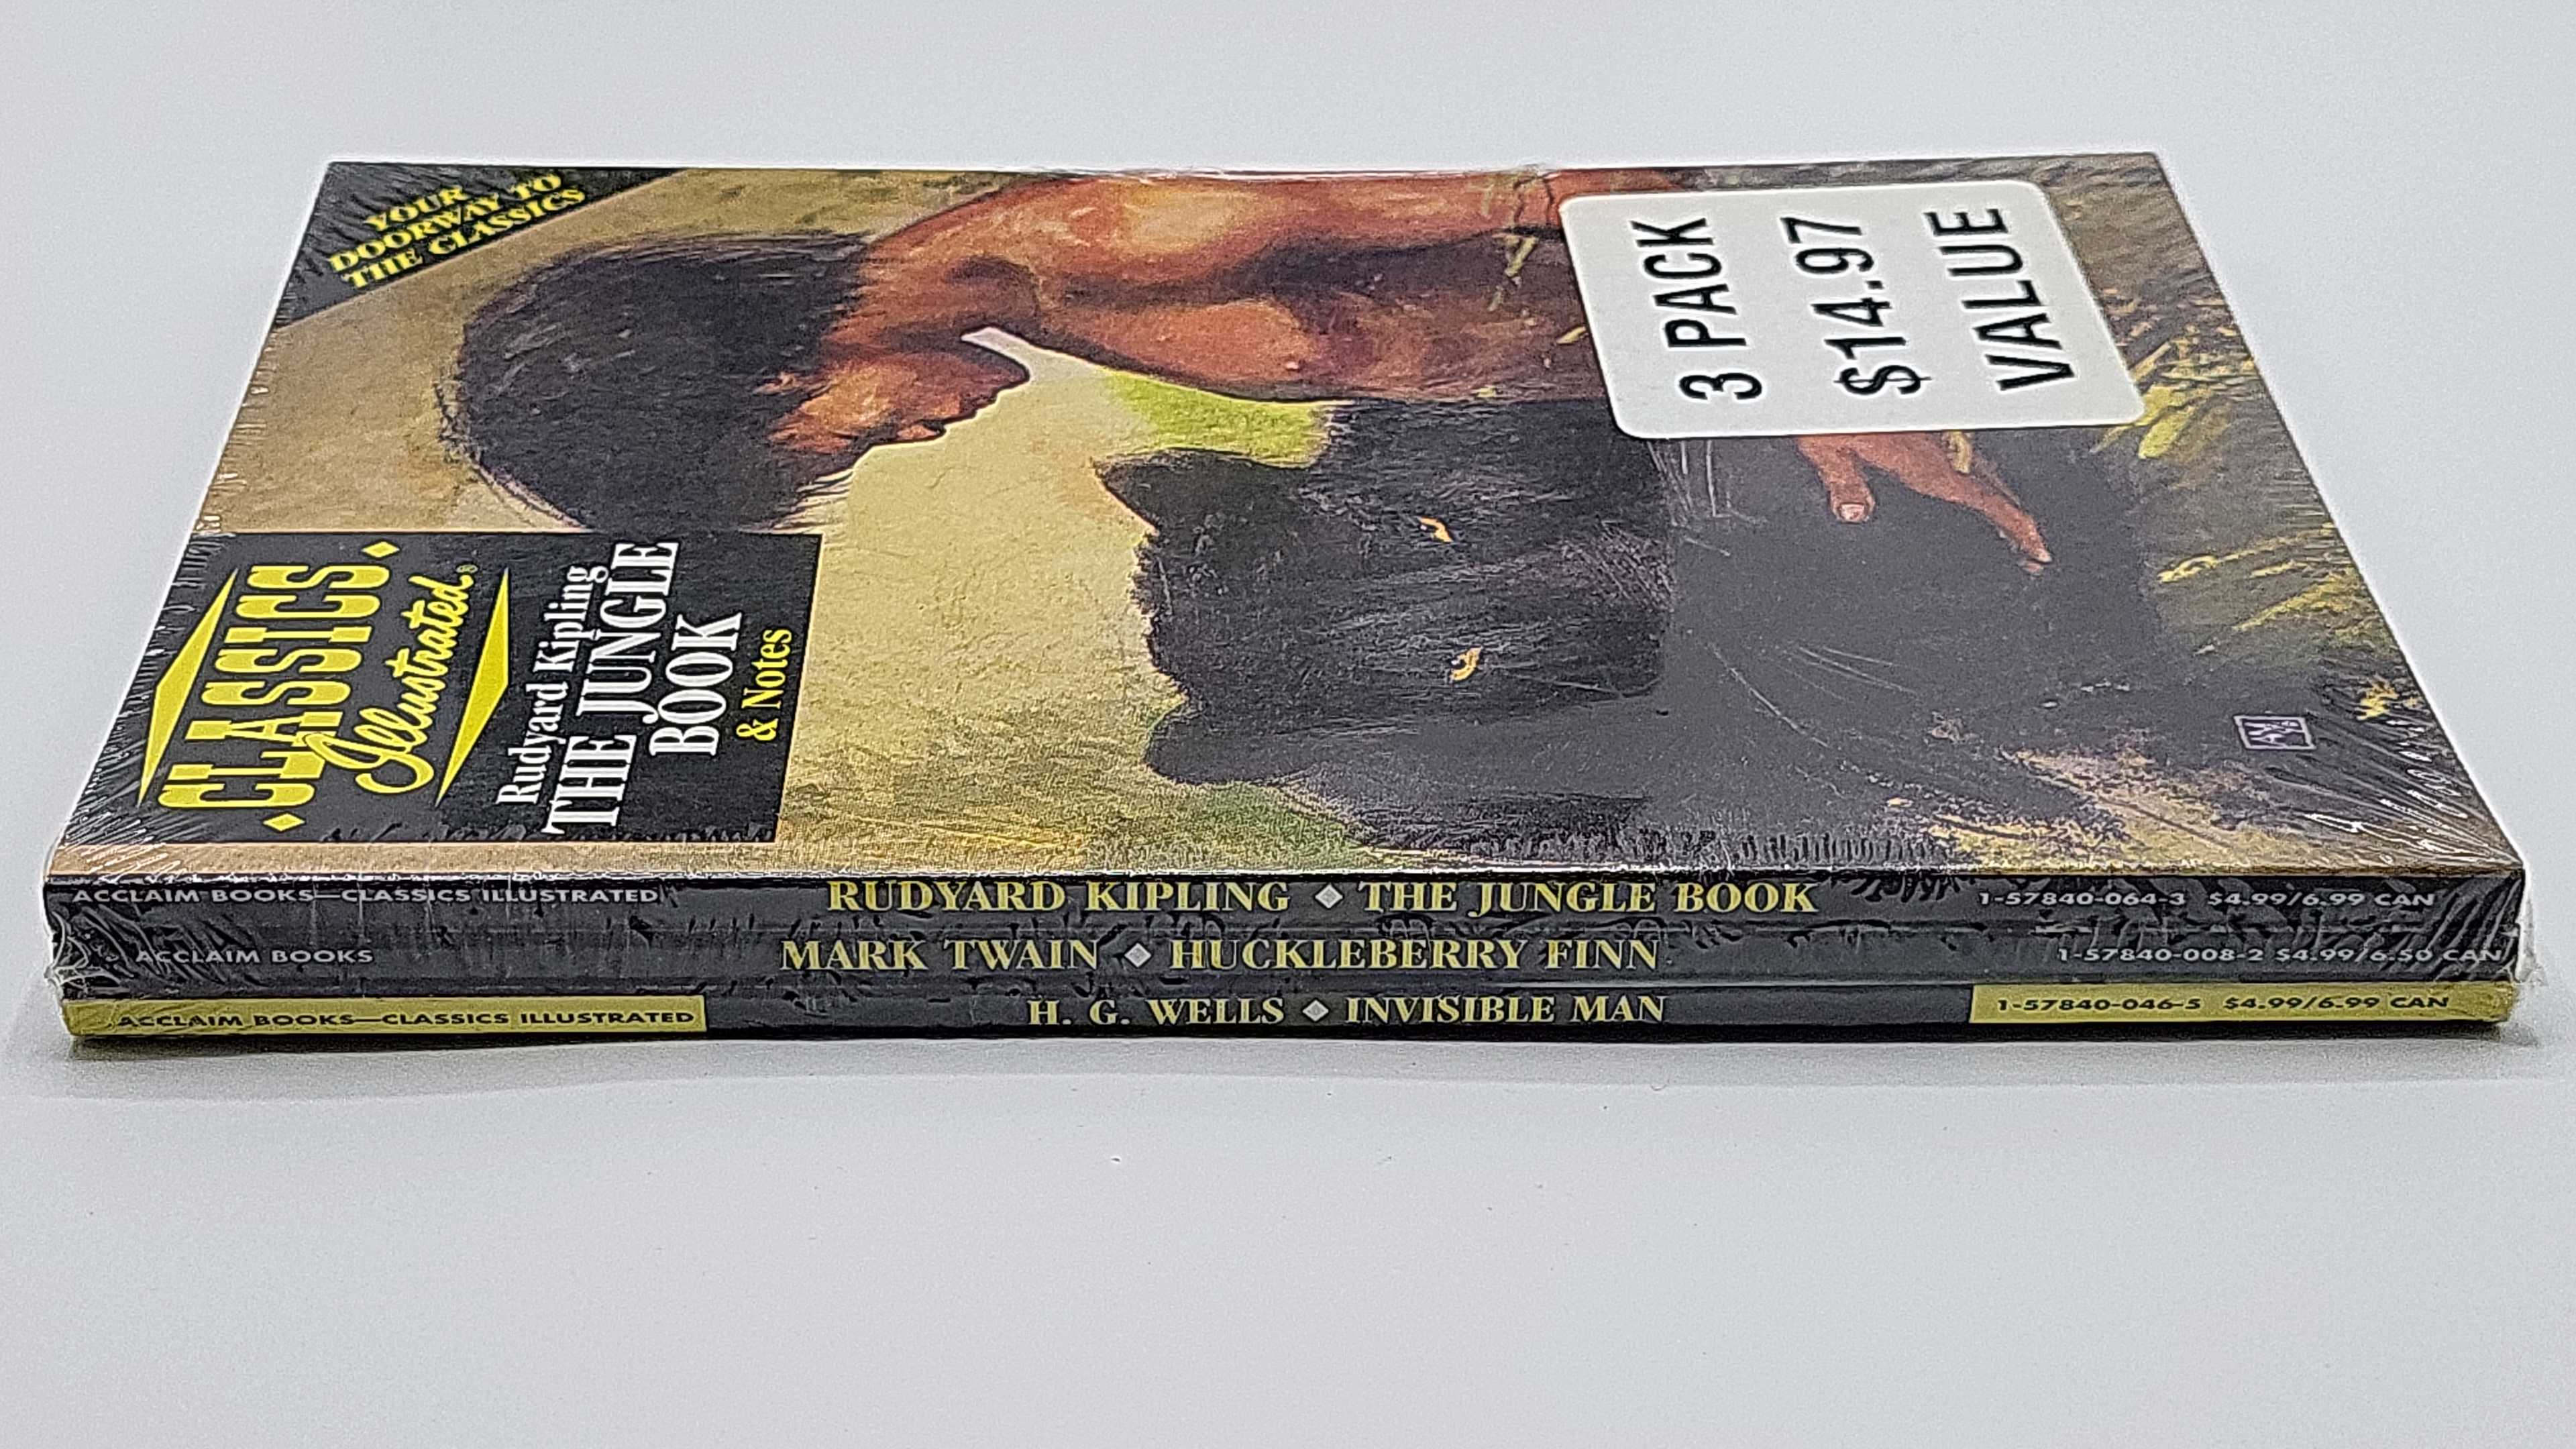 YOUR
DOORWAY TO
THE CLASSICS
CLASSICS
Illustrated®
Rudyard Kipling
THE JUNGLE
BOOK
& Notes
3 PACK
$14.97
VALUE
ACCLAIM BOOKS—CLASSICS ILLUSTRATED RUDYARD KIPLING ◆ THE JUNGLE BOOK 1-57840-064-3 $4.99/6.99 CAN
ACCLAIM BOOKS MARK TWAIN ◆ HUCKLEBERRY FINN 1-57840-008-2 $4.99/6.50 CAN
ACCLAIM BOOKS—CLASSICS ILLUSTRATED H. G. WELLS ◆ INVISIBLE MAN 1-57840-046-5 $4.99/6.99 CAN